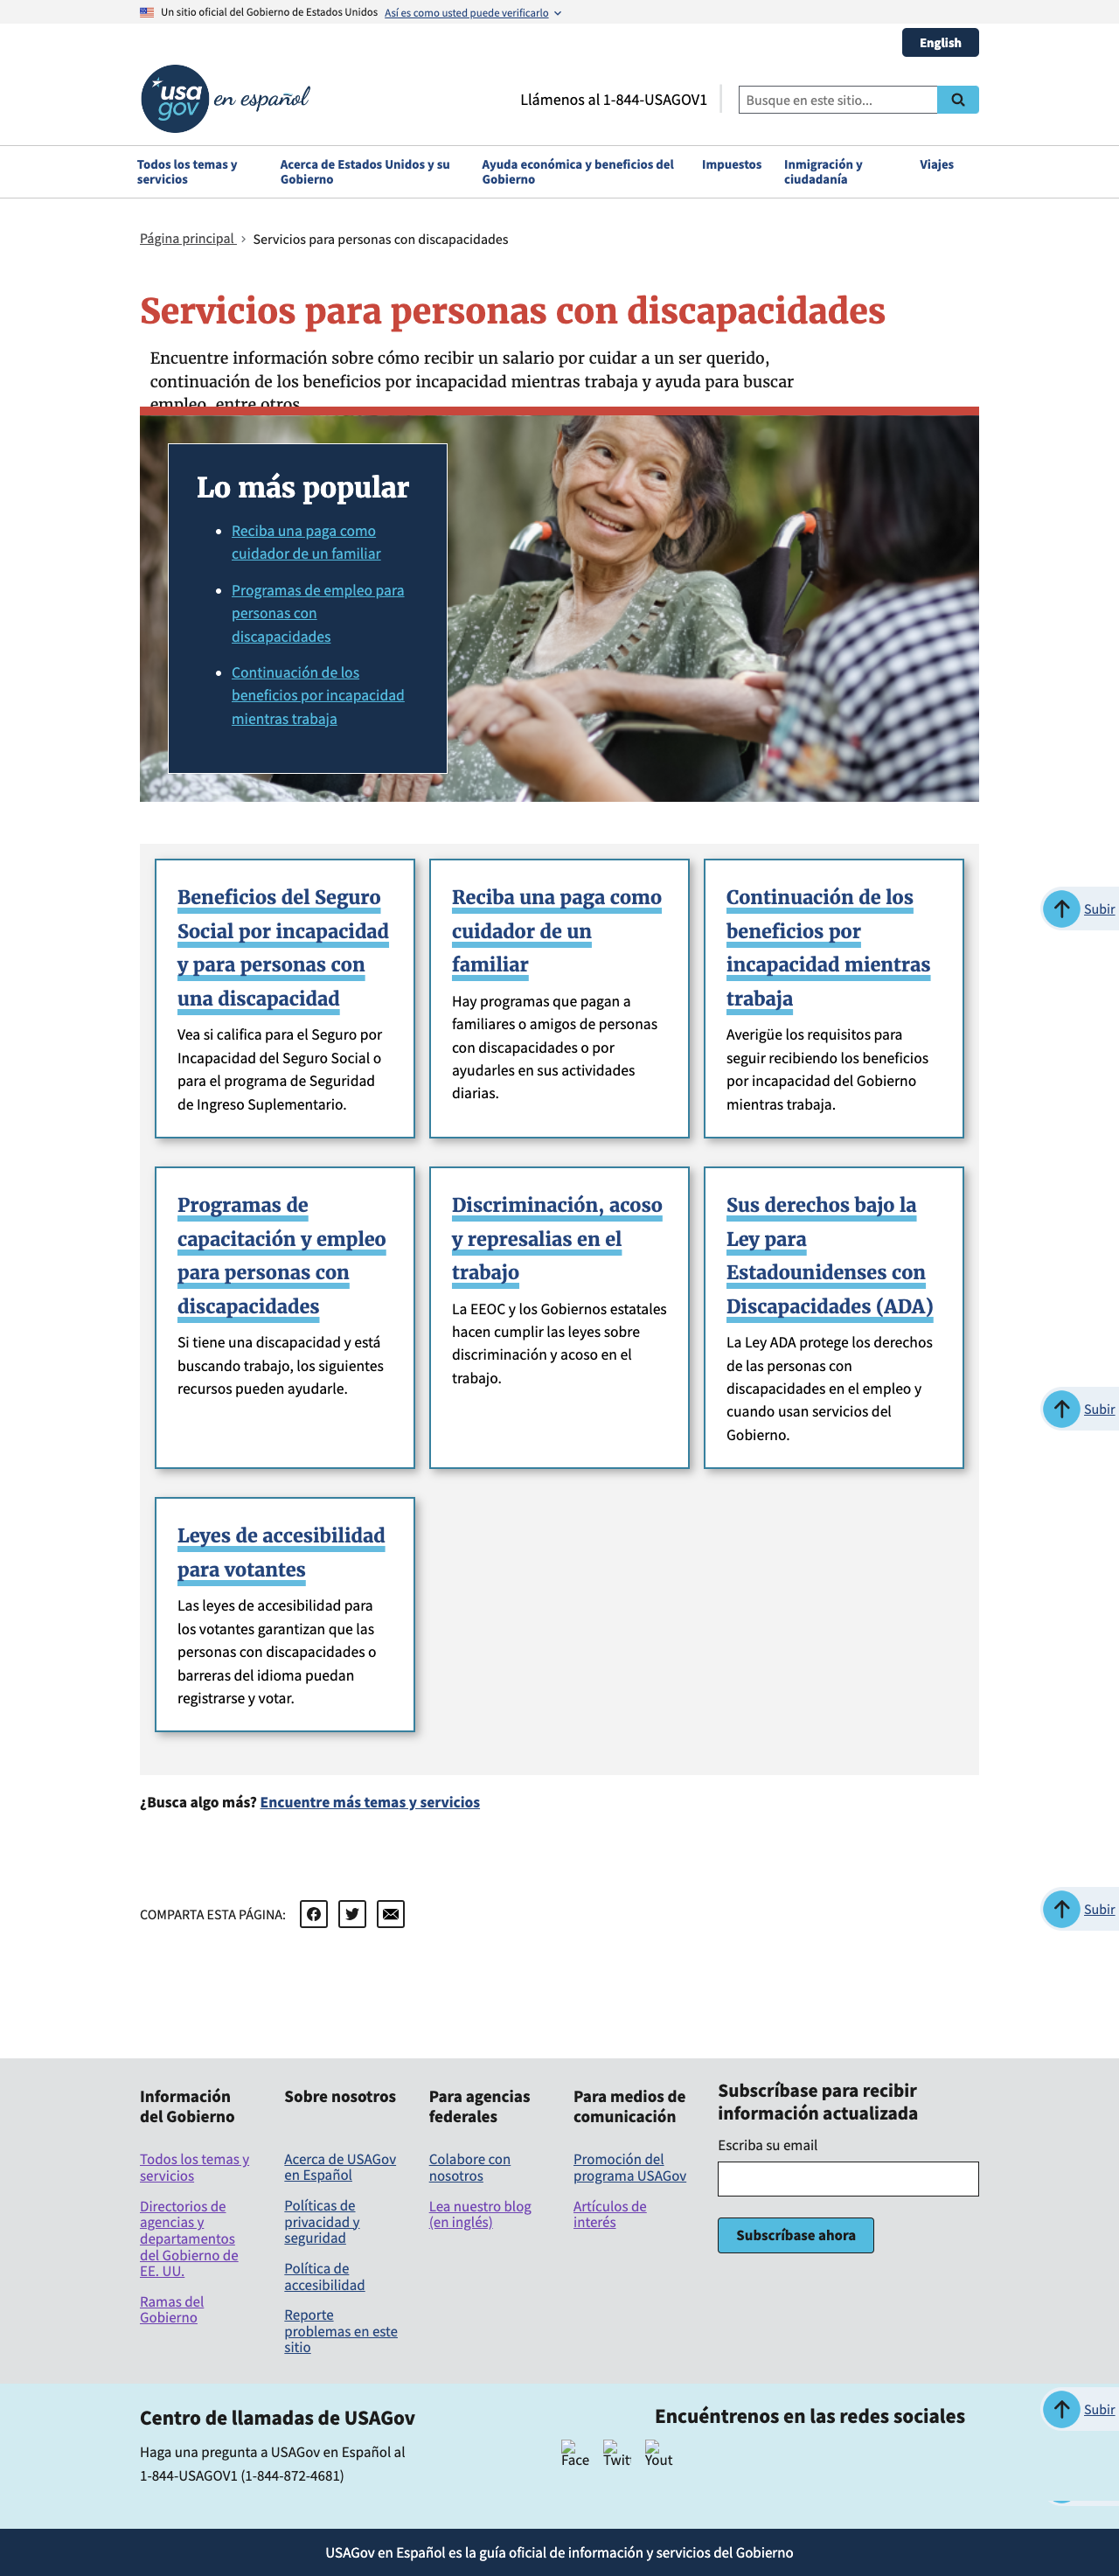 Un sitio oficial del Gobierno de Estados Unidos Así es como usted puede verificarlo
English
usa gov en español
Llámenos al 1-844-USAGOV1
Busque en este sitio...
Todos los temas y servicios
Acerca de Estados Unidos y su Gobierno
Ayuda económica y beneficios del Gobierno
Impuestos
Inmigración y ciudadanía
Viajes
Página principal
Servicios para personas con discapacidades
Servicios para personas con discapacidades
Encuentre información sobre cómo recibir un salario por cuidar a un ser querido,
continuación de los beneficios por incapacidad mientras trabaja y ayuda para buscar
empleo, entre otros
Lo más popular
Reciba una paga como
cuidador de un familiar
Programas de empleo para
personas con
discapacidades
Continuación de los
beneficios por incapacidad
mientras trabaja
Beneficios del Seguro
Social por incapacidad
y para personas con
una discapacidad
Vea si califica para el Seguro por
Incapacidad del Seguro Social o
para el programa de Seguridad
de Ingreso Suplementario.
Reciba una paga como
cuidador de un
familiar
Hay programas que pagan a
familiares o amigos de personas
con discapacidades o por
ayudarles en sus actividades
diarias.
Continuación de los
beneficios por
incapacidad mientras
trabaja
Averigüe los requisitos para
seguir recibiendo los beneficios
por incapacidad del Gobierno
mientras trabaja.
Subir
Programas de
capacitación y empleo
para personas con
discapacidades
Si tiene una discapacidad y está
buscando trabajo, los siguientes
recursos pueden ayudarle.
Discriminación, acoso
y represalias en el
trabajo
La EEOC y los Gobiernos estatales
hacen cumplir las leyes sobre
discriminación y acoso en el
trabajo.
Sus derechos bajo la
Ley para
Estadounidenses con
Discapacidades (ADA)
La Ley ADA protege los derechos
de las personas con
discapacidades en el empleo y
cuando usan servicios del
Gobierno.
Subir
Leyes de accesibilidad
para votantes
Las leyes de accesibilidad para
los votantes garantizan que las
personas con discapacidades o
barreras del idioma puedan
registrarse y votar.
¿Busca algo más? Encuentre más temas y servicios
COMPARTA ESTA PÁGINA:
Subir
Información
del Gobierno
Todos los temas y
servicios
Directorios de
agencias y
departamentos
del Gobierno de
EE. UU.
Ramas del
Gobierno
Sobre nosotros
Acerca de USAGov
en Español
Políticas de
privacidad y
seguridad
Política de
accesibilidad
Reporte
problemas en este
sitio
Para agencias
federales
Colabore con
nosotros
Lea nuestro blog
(en inglés)
Para medios de
comunicación
Promoción del
programa USAGov
Artículos de
interés
Subscríbase para recibir
información actualizada
Escriba su email
Subscríbase ahora
Centro de llamadas de USAGov
Haga una pregunta a USAGov en Español al
1-844-USAGOV1 (1-844-872-4681)
Encuéntrenos en las redes sociales
Face
Twitt
Yout
Subir
USAGov en Español es la guía oficial de información y servicios del Gobierno